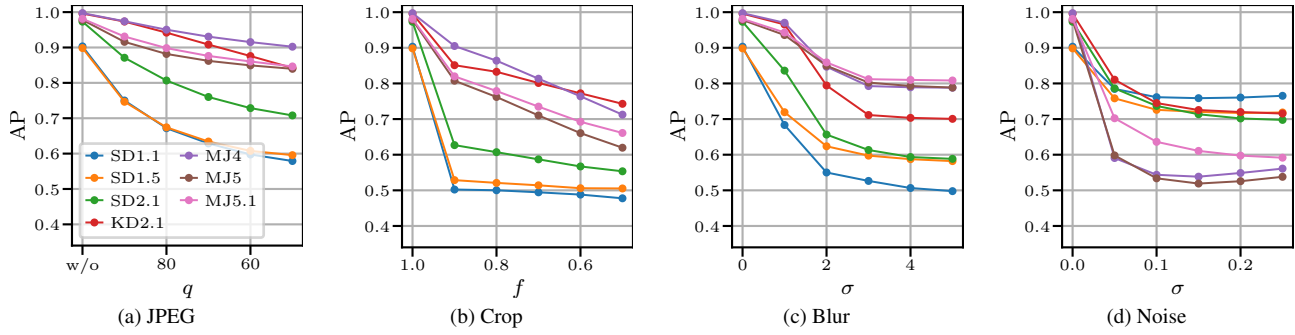 1.0
0.9
0.8
0.7
0.6
0.5
0.4
AP
SD1.1
SD1.5
SD2.1
KD2.1
MJ4
MJ5
MJ5.1
w/o 80 60
q
(a) JPEG
1.0
0.9
0.8
0.7
0.6
0.5
0.4
AP
1.0 0.8 0.6
f
(b) Crop
1.0
0.9
0.8
0.7
0.6
0.5
0.4
AP
0 2 4
σ
(c) Blur
1.0
0.9
0.8
0.7
0.6
0.5
0.4
AP
0.0 0.1 0.2
σ
(d) Noise